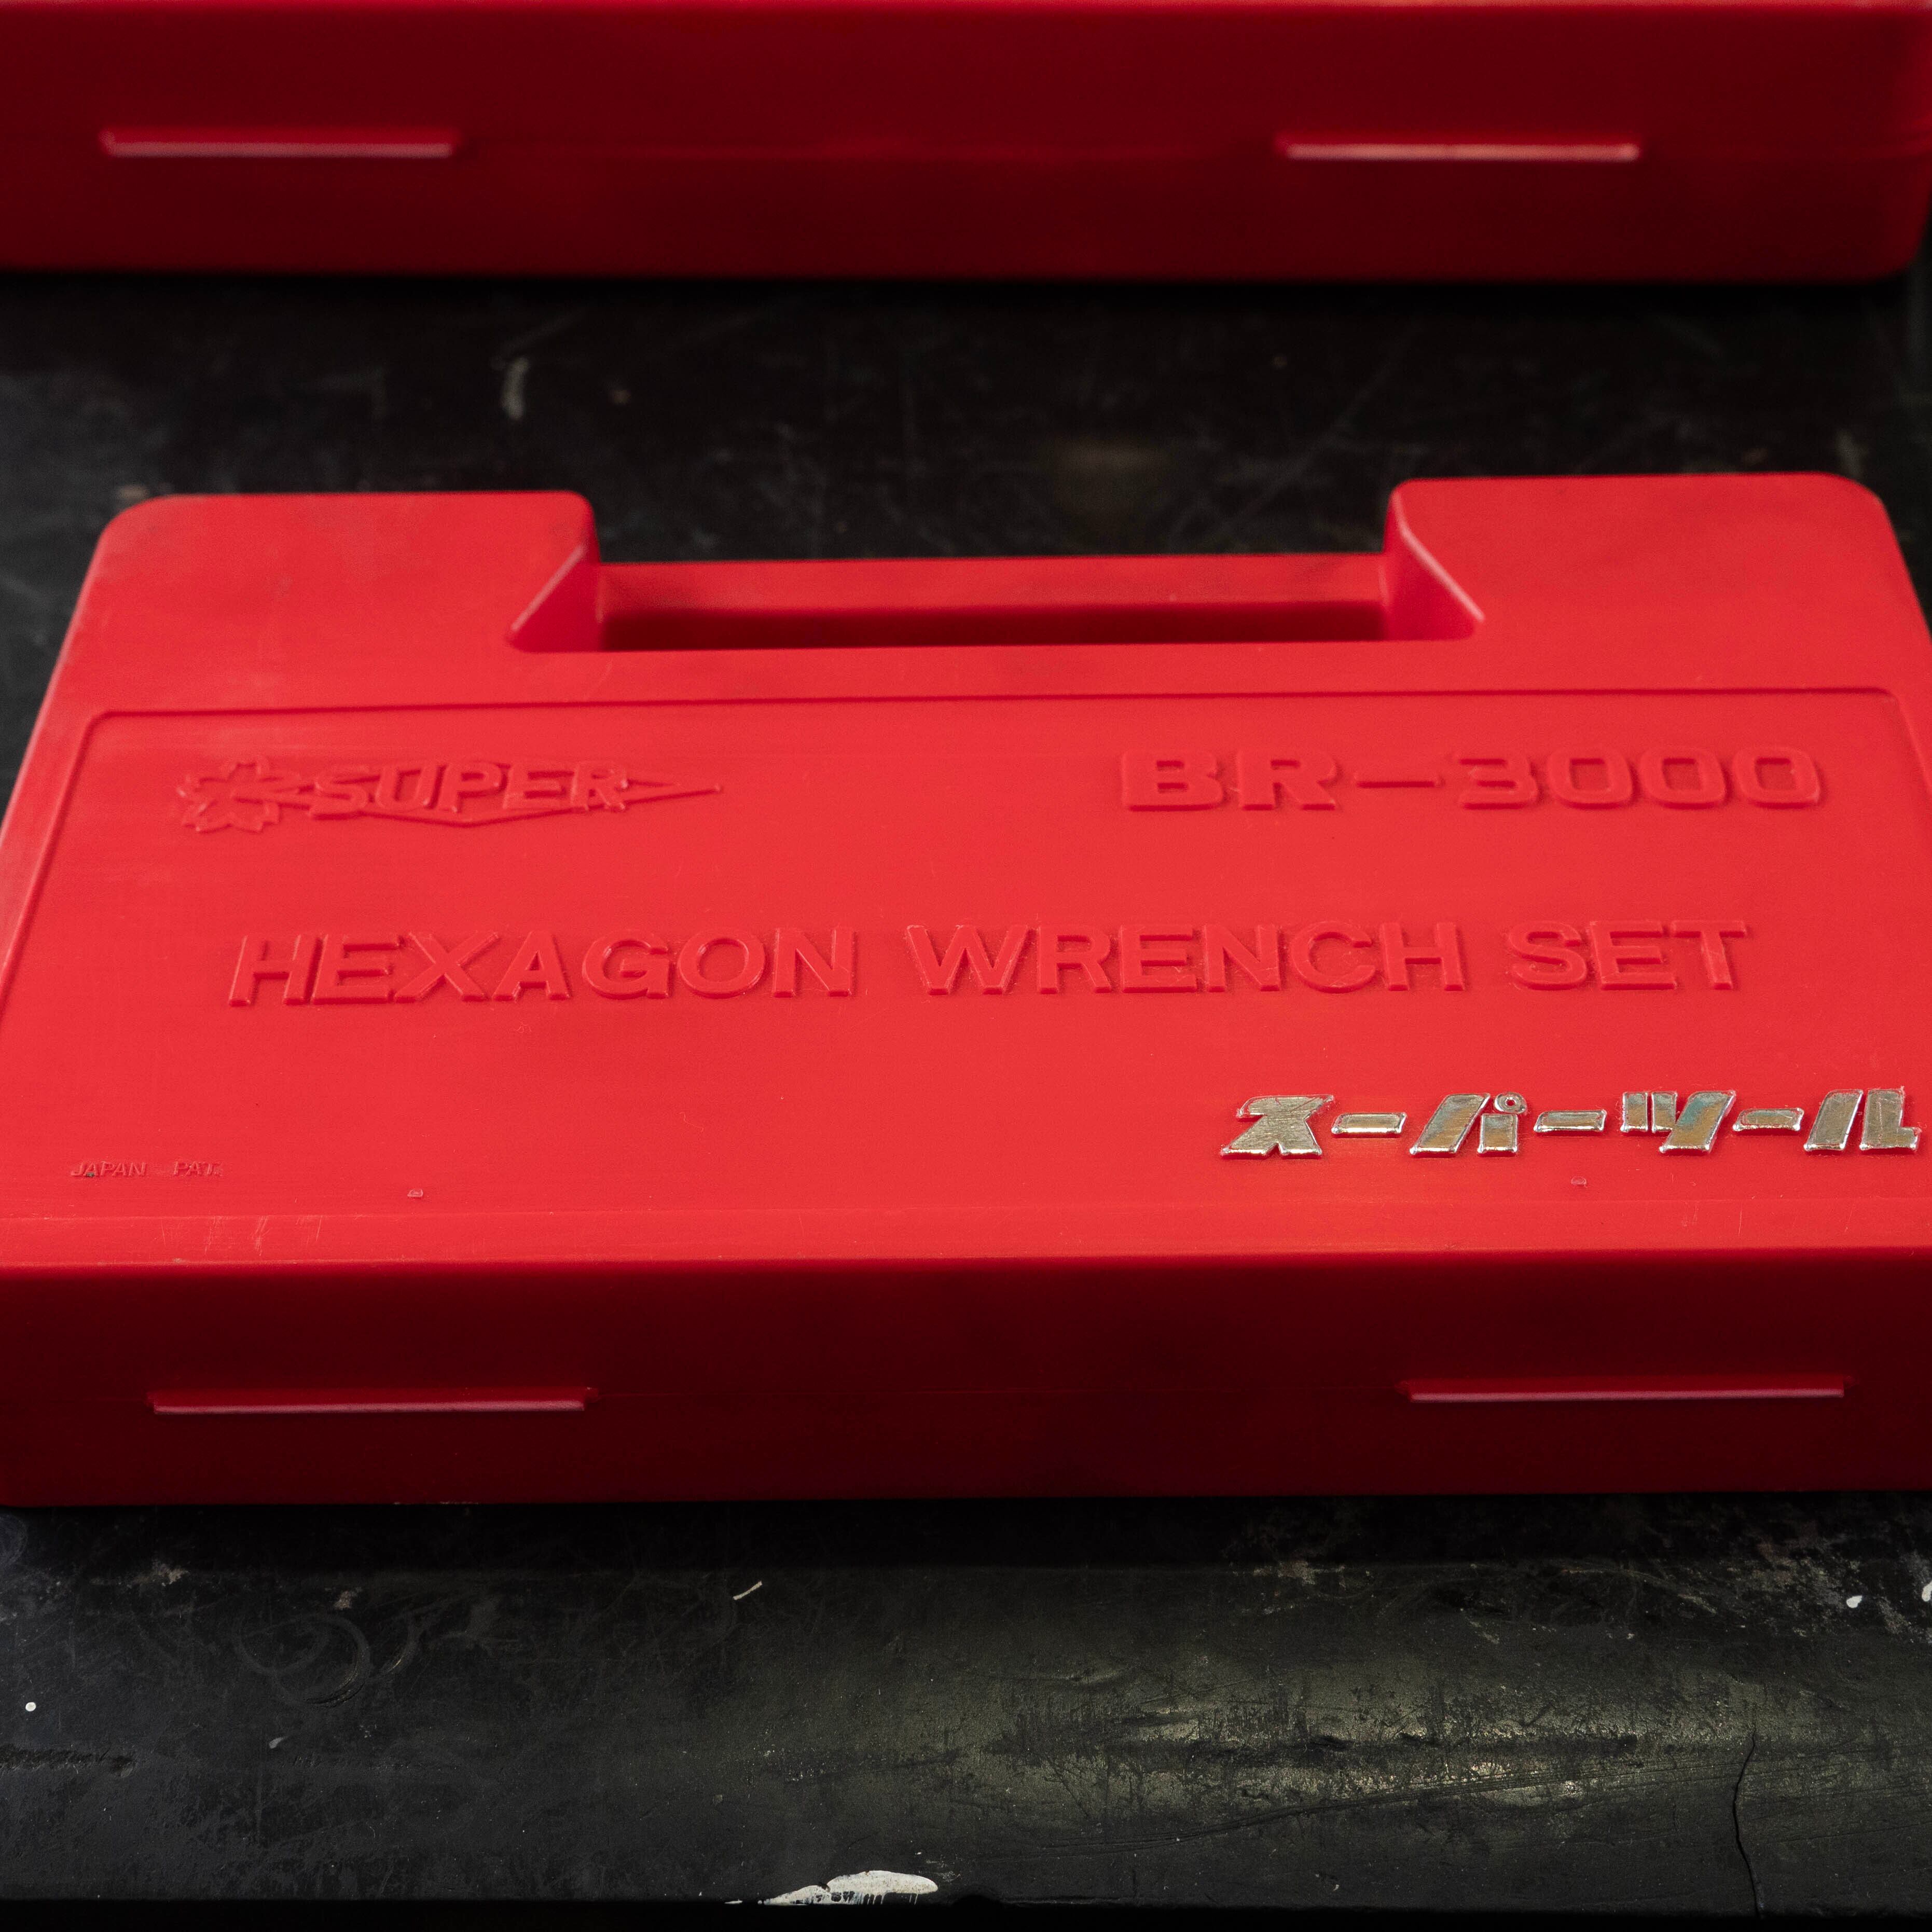 SUPER
BR-3000
HEXAGON WRENCH SET
スーパーツール
JAPAN PAT.